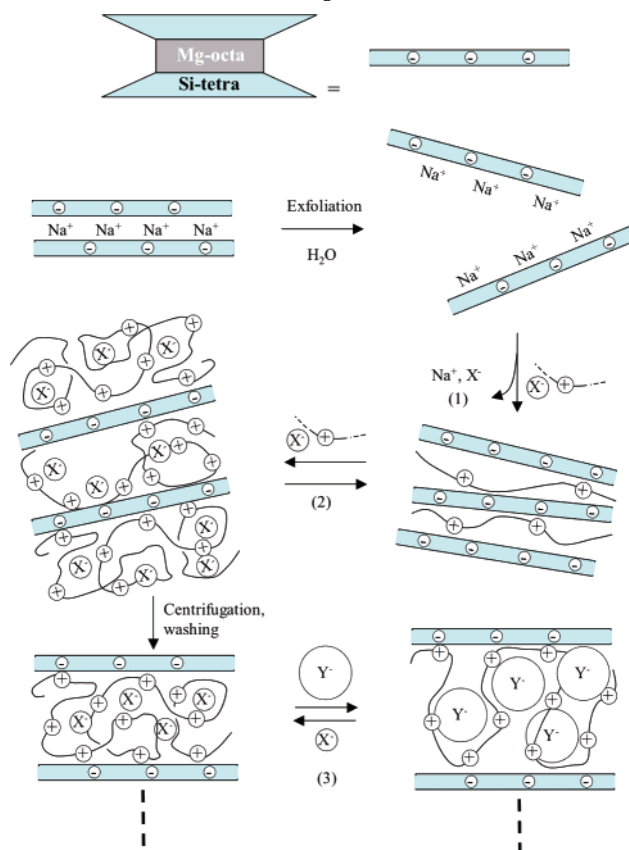 Mg-octa
Si-tetra
=
- - -
- - -
Na⁺ Na⁺ Na⁺
- - -
Na⁺ Na⁺ Na⁺ Na⁺
- - - -
Exfoliation
H₂O
Na⁺ Na⁺ Na⁺
- - -
Na⁺, X⁻
(1)
X⁻ +
X⁻ +
(2)
X⁻ X⁻ X⁻
X⁻ X⁻ X⁻
X⁻ X⁻ X⁻ X⁻ X⁻
Centrifugation,
washing
Y⁻
X⁻
(3)
X⁻ X⁻ X⁻ X⁻
Y⁻ Y⁻ Y⁻ Y⁻